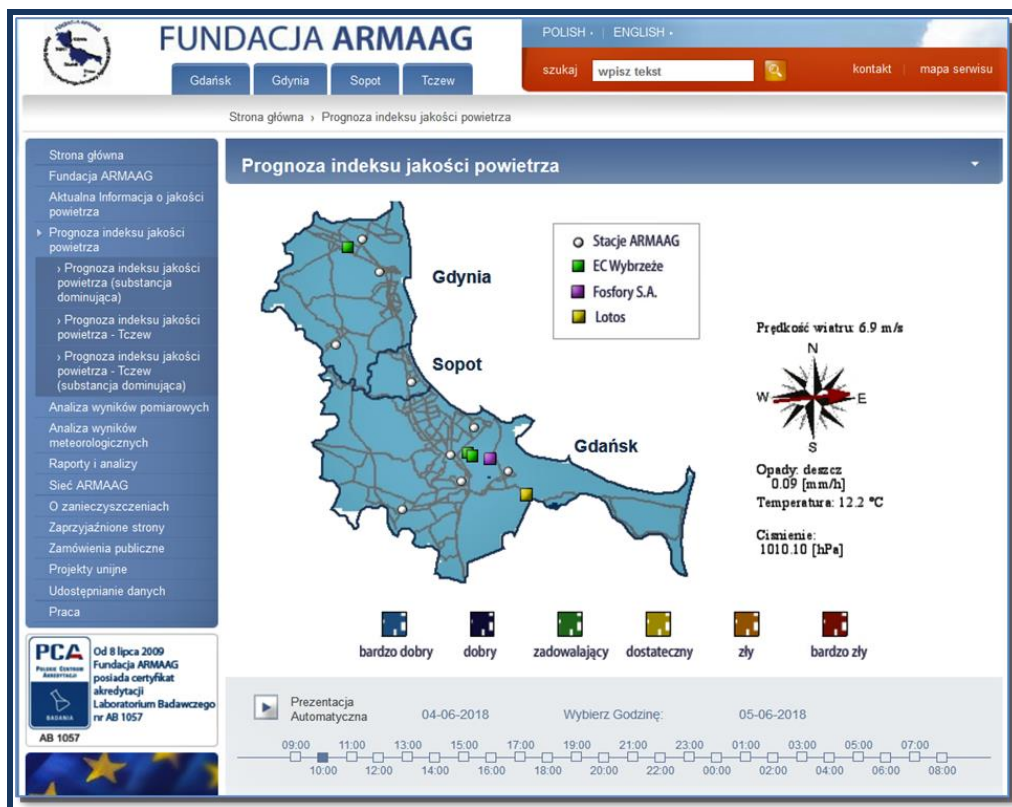 FUNDACJA ARMAAG
POLISH • | ENGLISH •
Gdańsk Gdynia Sopot Tczew
szukaj wpisz tekst kontakt | mapa serwisu
Strona główna › Prognoza indeksu jakości powietrza
Strona główna
Fundacja ARMAAG
Aktualna Informacja o jakości
powietrza
Prognoza indeksu jakości
powietrza
› Prognoza indeksu jakości
powietrza (substancja
dominująca)
› Prognoza indeksu jakości
powietrza - Tczew
› Prognoza indeksu jakości
powietrza - Tczew
(substancja dominująca)
Analiza wyników pomiarowych
Analiza wyników
meteorologicznych
Raporty i analizy
Sieć ARMAAG
O zanieczyszczeniach
Zaprzyjaźnione strony
Zamówienia publiczne
Projekty unijne
Udostępnianie danych
Praca
PCA
POLSKIE CENTRUM
AKREDYTACJI
BADANIA
AB 1057
Od 8 lipca 2009
Fundacja ARMAAG
posiada certyfikat
akredytacji
Laboratorium Badawczego
nr AB 1057
Prognoza indeksu jakości powietrza
Gdynia
Sopot
Gdańsk
Stacje ARMAAG
EC Wybrzeże
Fosfory S.A.
Lotos
Prędkość wiatru: 6.9 m/s
N
W E
S
Opady: deszcz
0.09 [mm/h]
Temperatura: 12.2 °C
Cisnienie:
1010.10 [hPa]
bardzo dobry dobry zadowalający dostateczny zły bardzo zły
Prezentacja
Automatyczna
04-06-2018 Wybierz Godzinę: 05-06-2018
09:00 11:00 13:00 15:00 17:00 19:00 21:00 23:00 01:00 03:00 05:00 07:00
10:00 12:00 14:00 16:00 18:00 20:00 22:00 00:00 02:00 04:00 06:00 08:00